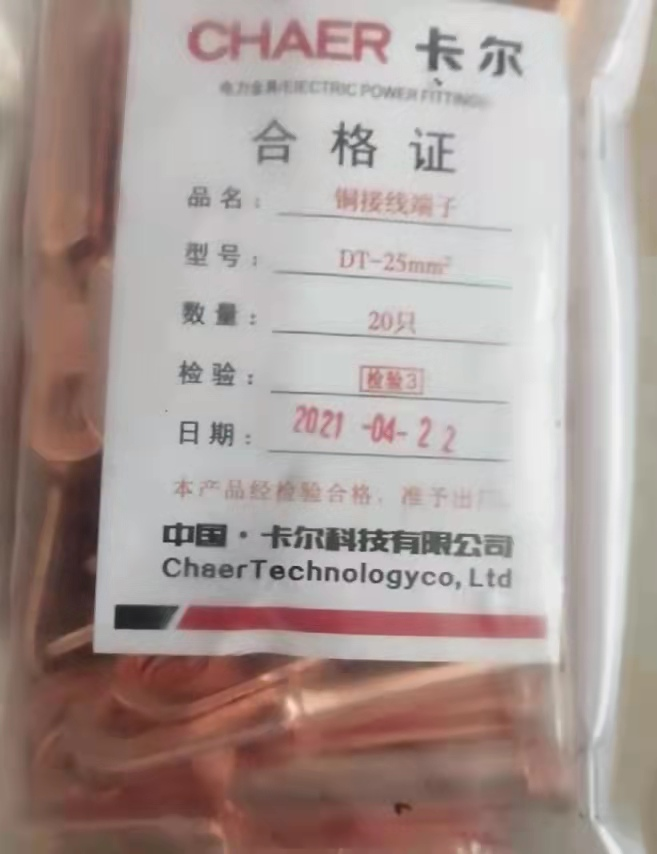 CHAER 卡尔
电力金具/ElECTRIC POWER FITTINGS
合格证
品名: 铜接线端子
型号: DT-25mm²
数量: 20只
检验: 检验3
日期: 2021-04-22
本产品经检验合格,准予出厂
中国·卡尔科技有限公司
ChaerTechnologyco,Ltd